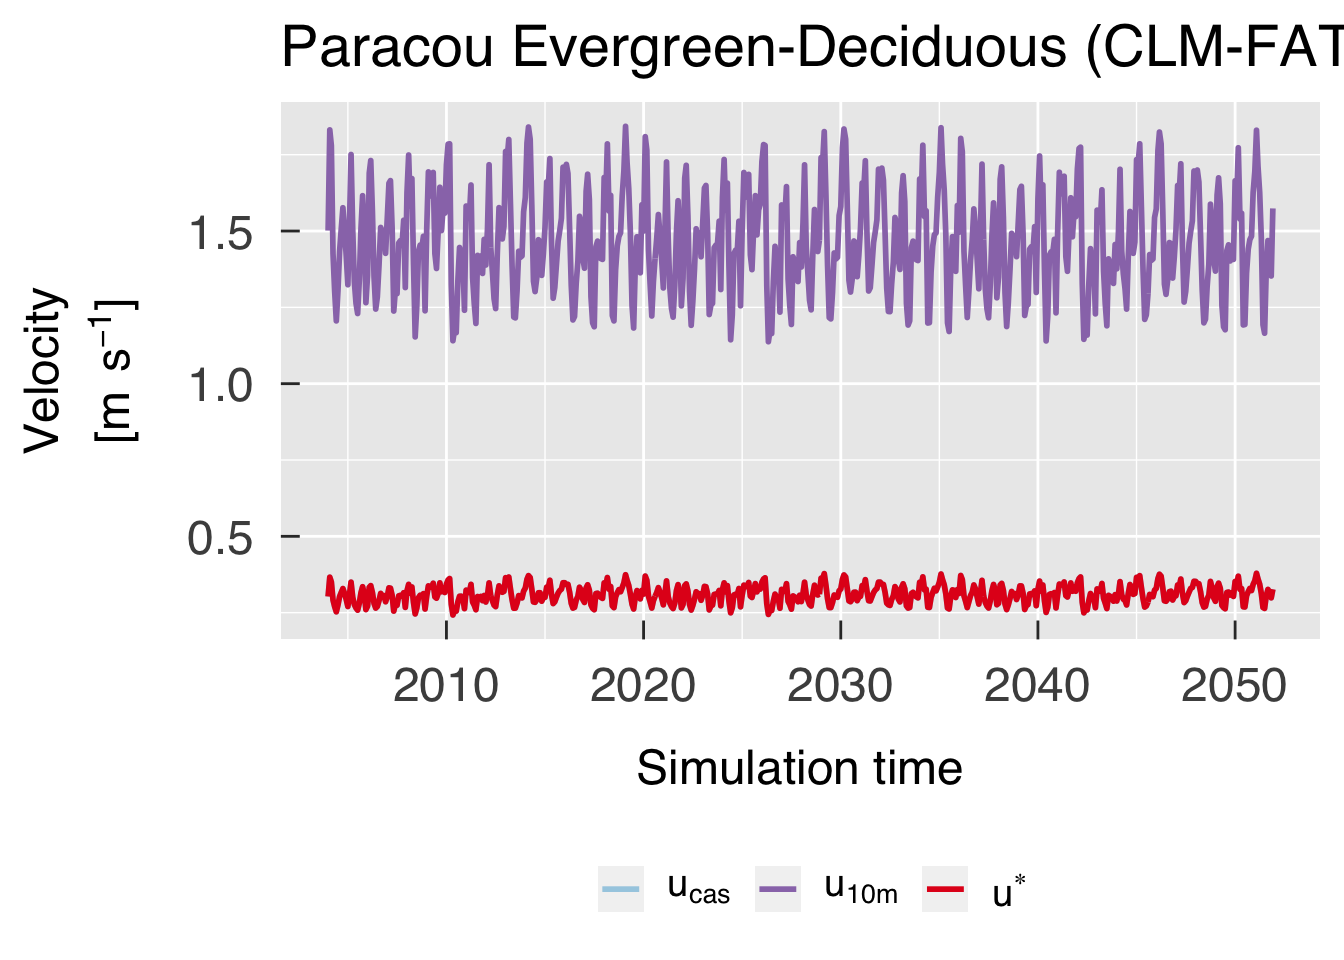 Paracou Evergreen-Deciduous (CLM-FAT
Velocity
[m s⁻¹]
1.5
1.0
0.5
2010 2020 2030 2040 2050
Simulation time
u_cas u_10m u*